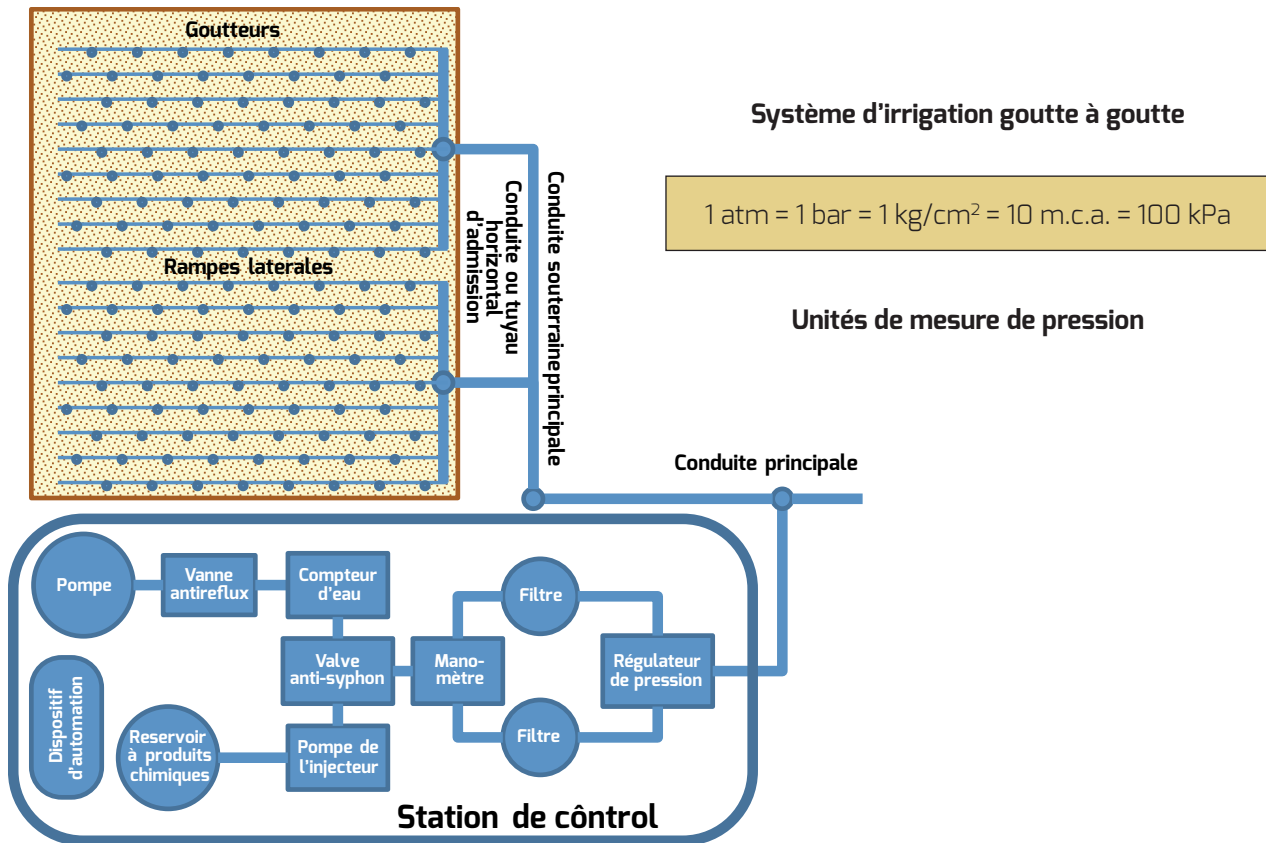 Goutteurs
Rampes laterales
Conduite ou tuyau
horizontal
d'admission
Conduite souterraine principale
Système d'irrigation goutte à goutte
1 atm = 1 bar = 1 kg/cm² = 10 m.c.a. = 100 kPa
Unités de mesure de pression
Conduite principale
Pompe
Vanne
antireflux
Compteur
d'eau
Filtre
Valve
anti-syphon
Mano-
mètre
Régulateur
de pression
Dispositif
d'automation
Reservoir
à produits
chimiques
Pompe de
l'injecteur
Filtre
Station de côntrol